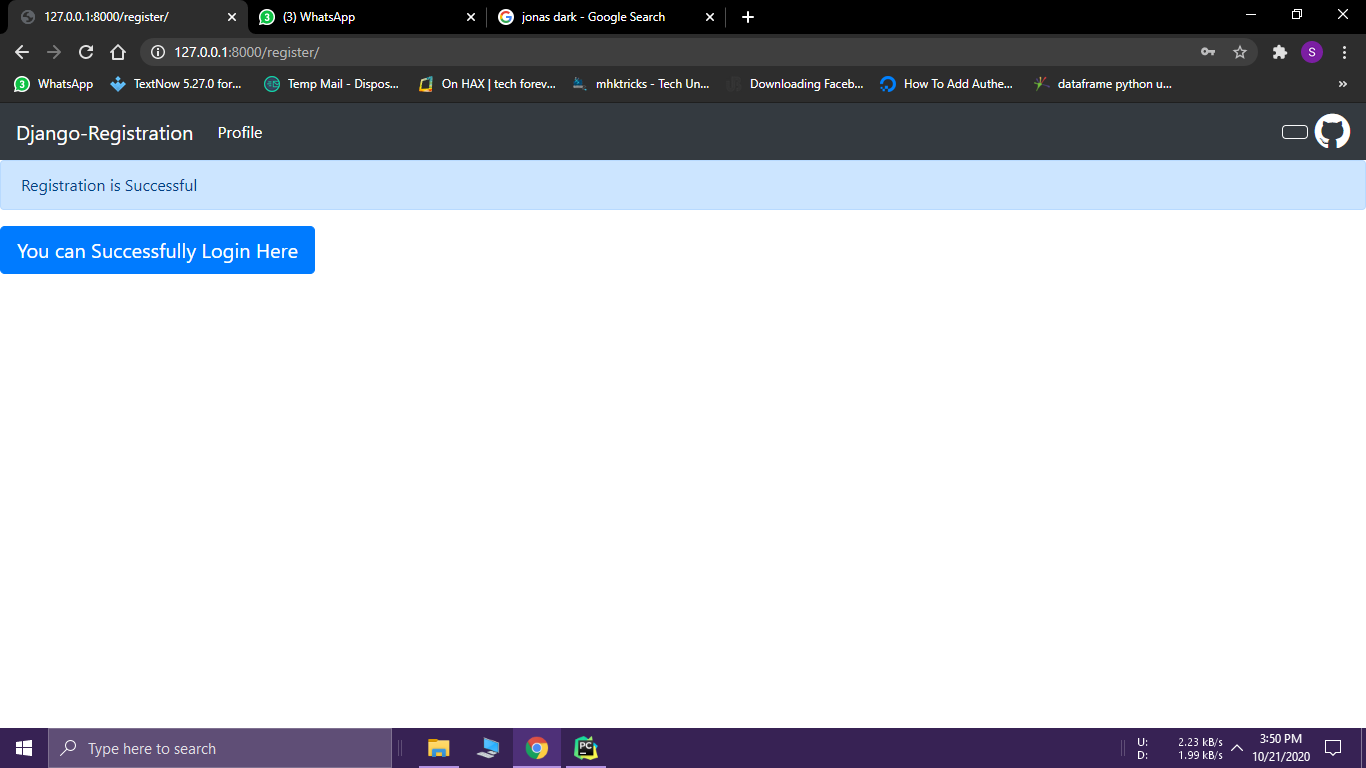 127.0.0.1:8000/register/
3 (3) WhatsApp
jonas dark - Google Search
127.0.0.1:8000/register/
S
3 WhatsApp
TextNow 5.27.0 for...
Temp Mail - Dispos...
On HAX | tech forev...
mhktricks - Tech Un...
Downloading Faceb...
How To Add Authe...
dataframe python u...
»
Django-Registration
Profile
Registration is Successful
You can Successfully Login Here
Type here to search
PC
U: 2.23 kB/s
D: 1.99 kB/s
3:50 PM
10/21/2020